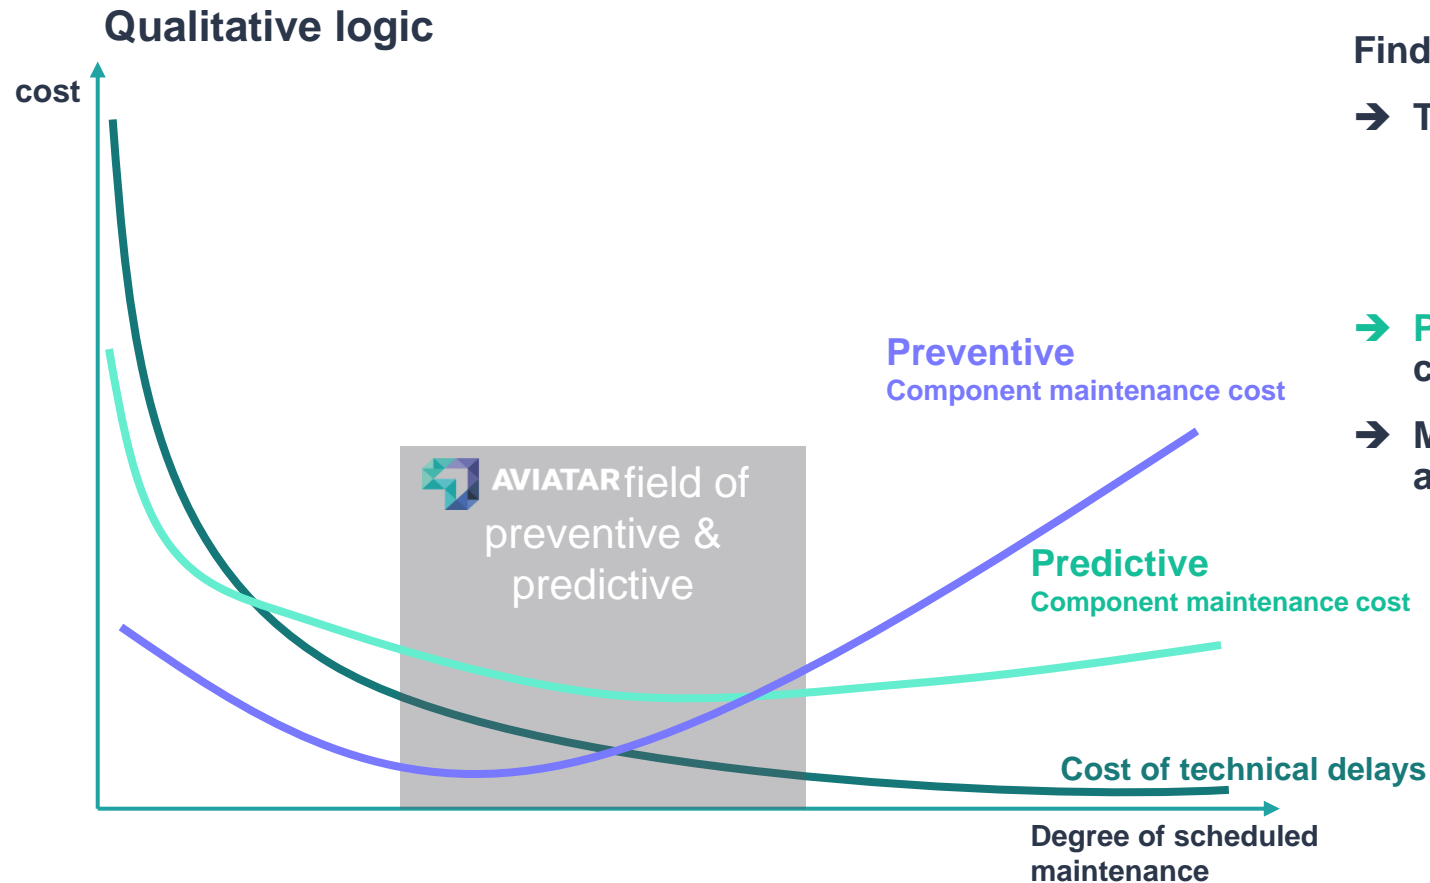 Qualitative logic
cost
Find
T
P
c
M
a
Preventive
Component maintenance cost
AVIATAR field of
preventive &
predictive
Predictive
Component maintenance cost
Cost of technical delays
Degree of scheduled
maintenance